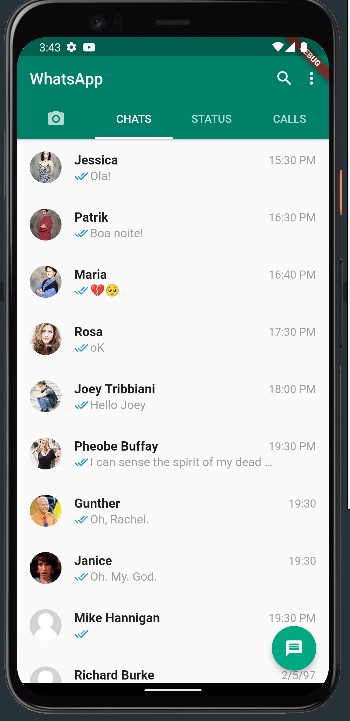 3:43
DEBUG
WhatsApp
CHATS STATUS CALLS
Jessica 15:30 PM
Ola!
Patrik 16:30 PM
Boa noite!
Maria 16:40 PM
💔🥺
Rosa 17:30 PM
oK
Joey Tribbiani 18:00 PM
Hello Joey
Pheobe Buffay 19:30 PM
I can sense the spirit of my dead ...
Gunther 19:30
Oh, Rachel.
Janice 19:30
Oh. My. God.
Mike Hannigan 19:30 PM
Richard Burke 2/5/97